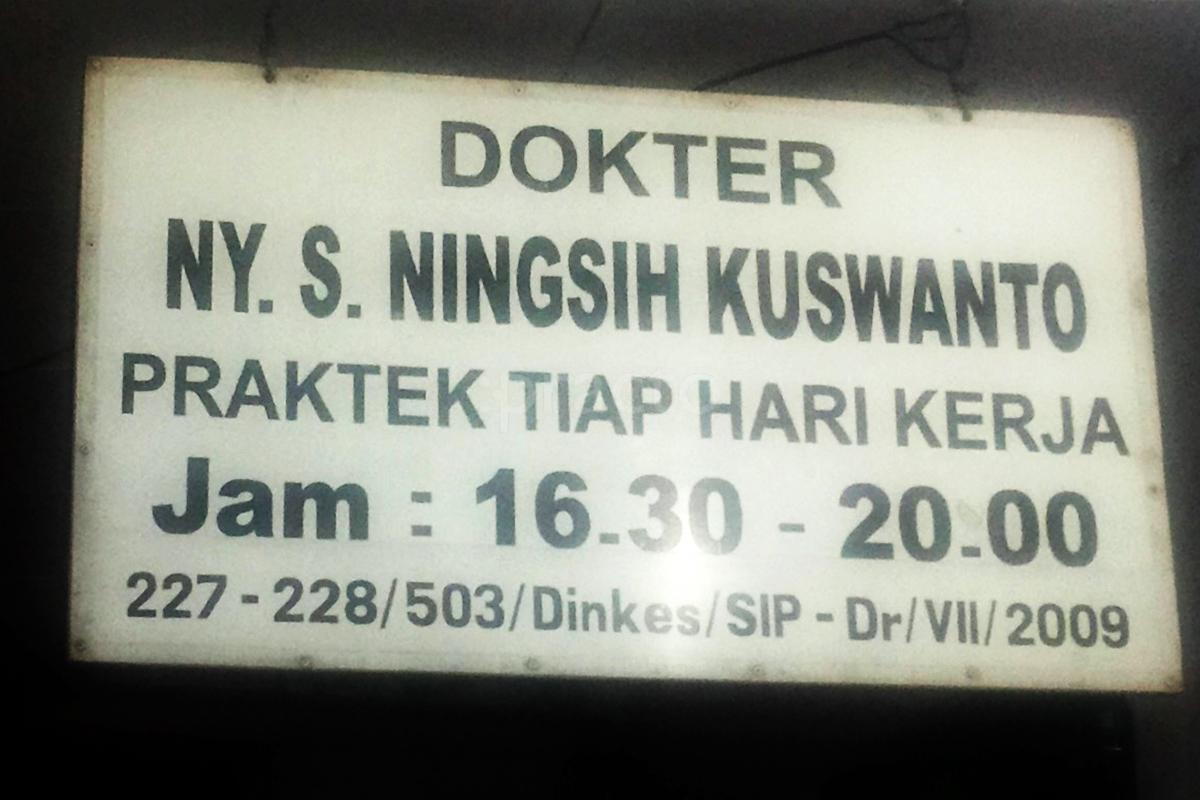 DOKTER
NY. S. NINGSIH KUSWANTO
PRAKTEK TIAP HARI KERJA
Jam : 16.30 - 20.00
227 - 228/503/Dinkes/SIP - Dr/VII/2009